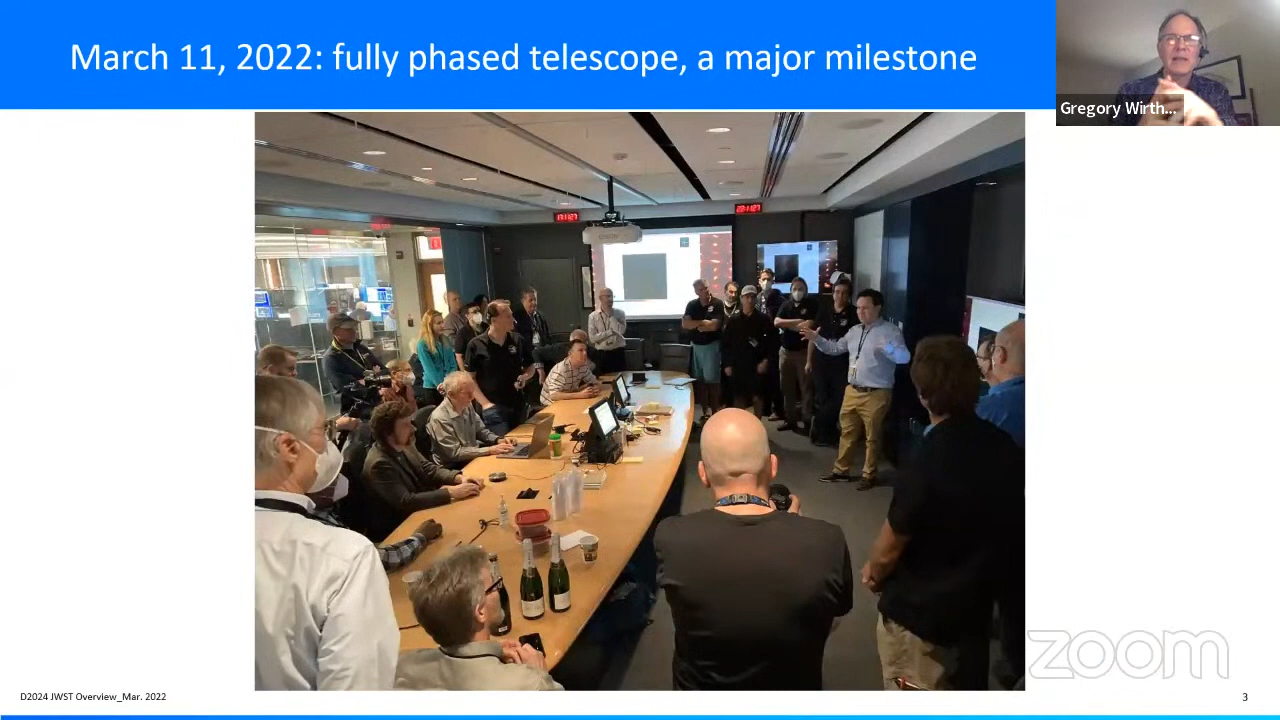 March 11, 2022: fully phased telescope, a major milestone
Gregory Wirth...
zoom
D2024 JWST Overview_Mar. 2022
3